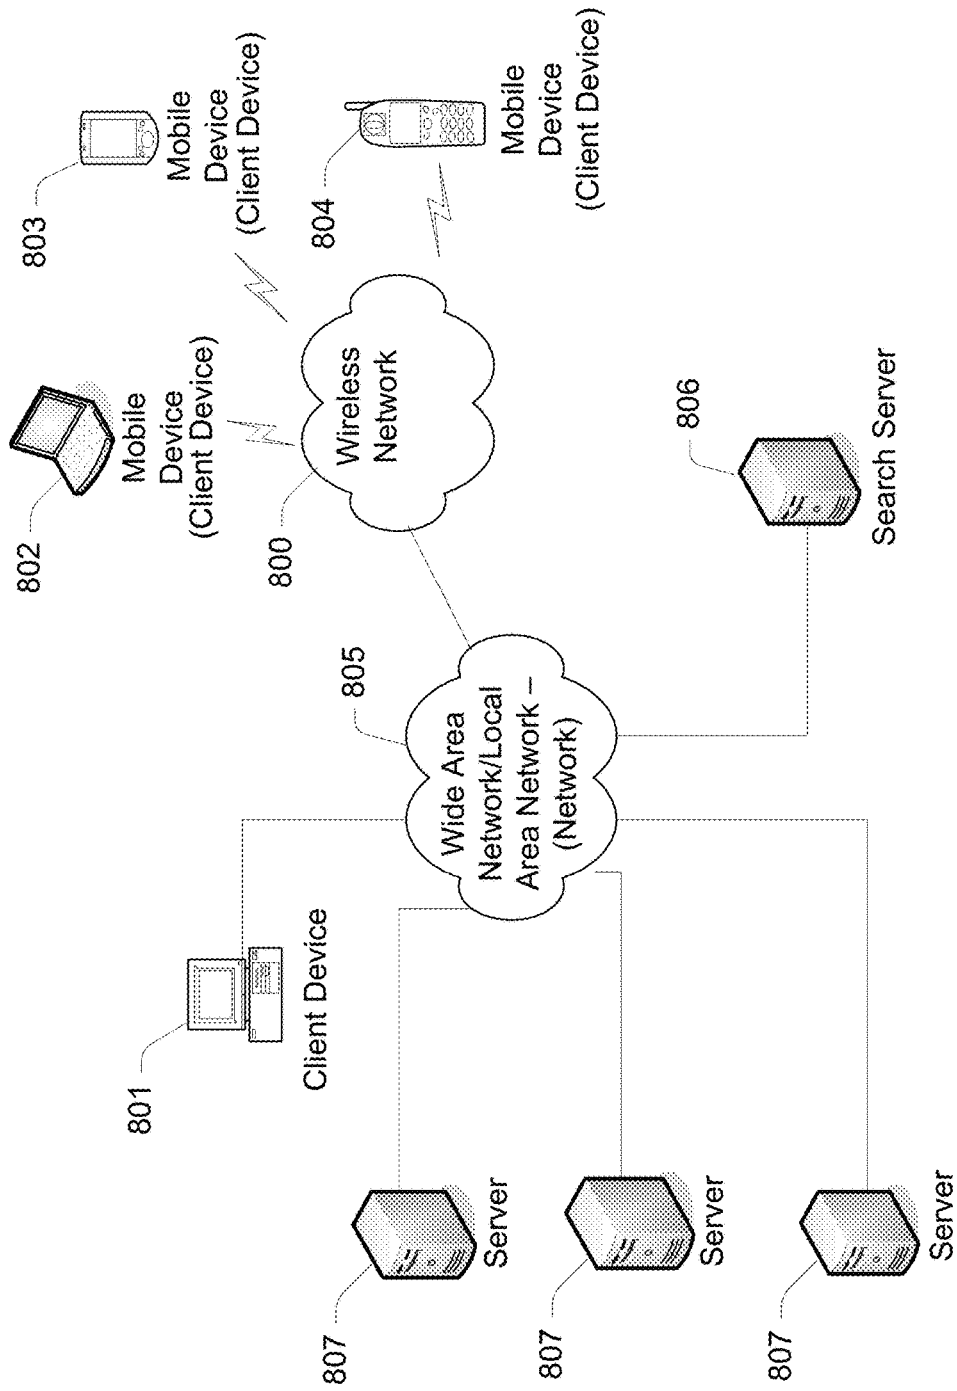 807
Server
807
Server
807
Server
801
Client Device
805
Wide Area
Network/Local
Area Network –
(Network)
806
Search Server
800
Wireless
Network
802
Mobile
Device
(Client Device)
803
Mobile
Device
(Client Device)
804
Mobile
Device
(Client Device)